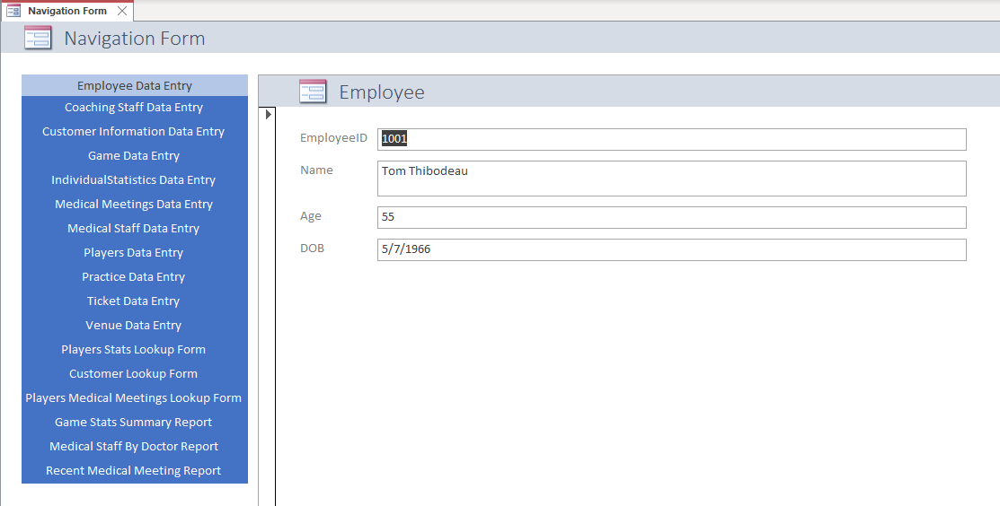 Navigation Form
Navigation Form
Employee Data Entry
Coaching Staff Data Entry
Customer Information Data Entry
Game Data Entry
IndividualStatistics Data Entry
Medical Meetings Data Entry
Medical Staff Data Entry
Players Data Entry
Practice Data Entry
Ticket Data Entry
Venue Data Entry
Players Stats Lookup Form
Customer Lookup Form
Players Medical Meetings Lookup Form
Game Stats Summary Report
Medical Staff By Doctor Report
Recent Medical Meeting Report
Employee
EmployeeID 1001
Name Tom Thibodeau
Age 55
DOB 5/7/1966